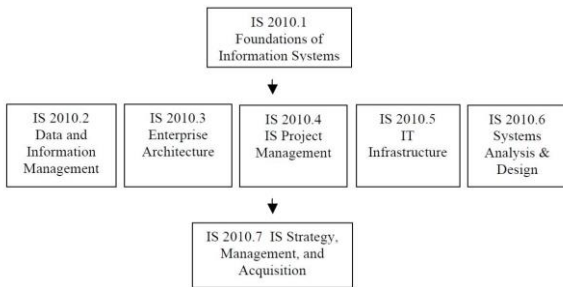 IS 2010.1
Foundations of
Information Systems
IS 2010.2
Data and
Information
Management
IS 2010.3
Enterprise
Architecture
IS 2010.4
IS Project
Management
IS 2010.5
IT
Infrastructure
IS 2010.6
Systems
Analysis &
Design
IS 2010.7 IS Strategy,
Management, and
Acquisition